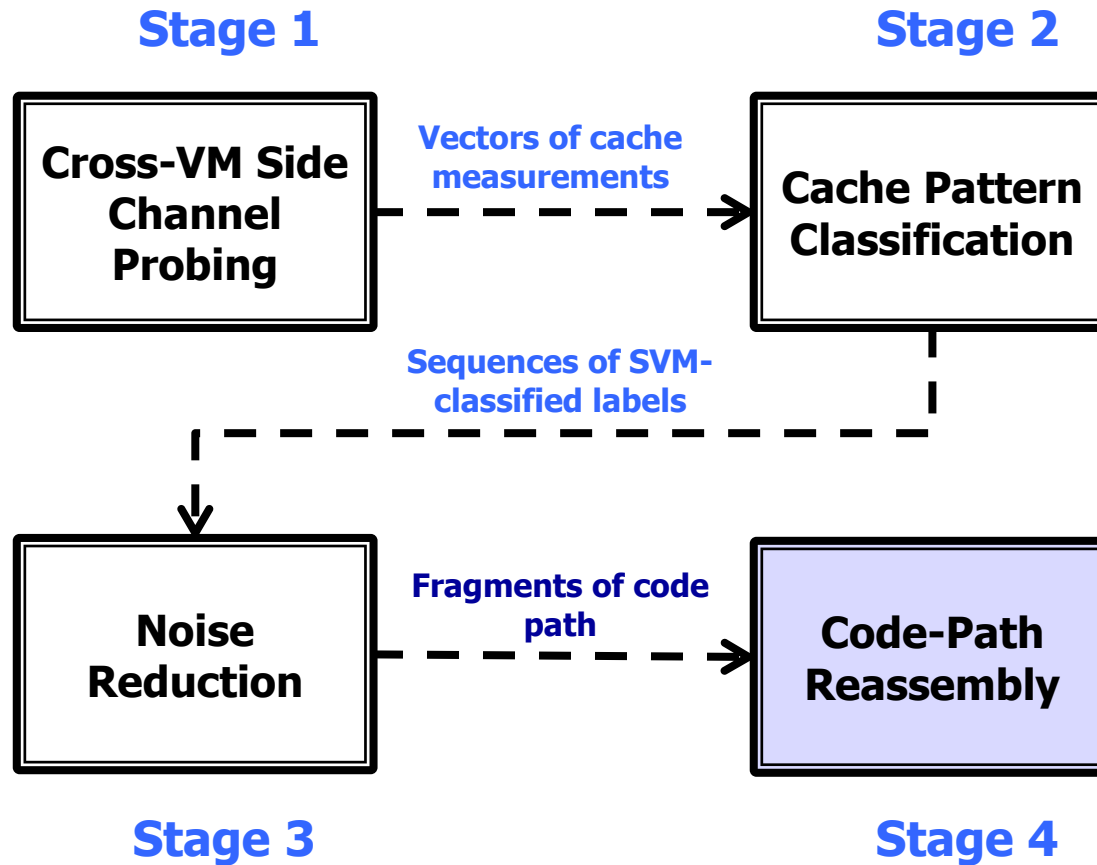 Stage 1
Stage 2
Cross-VM Side
Channel
Probing
Vectors of cache
measurements
Cache Pattern
Classification
Sequences of SVM-
classified labels
Noise
Reduction
Fragments of code
path
Code-Path
Reassembly
Stage 3
Stage 4